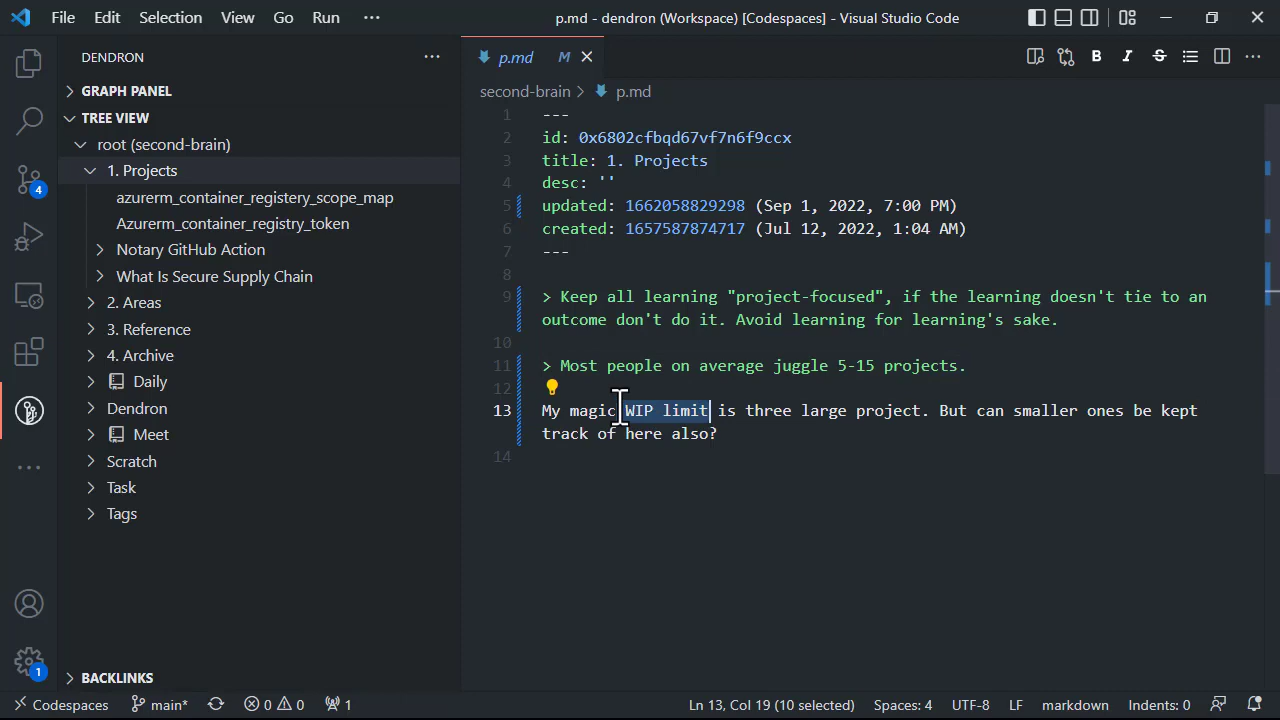 File Edit Selection View Go Run ··· p.md - dendron (Workspace) [Codespaces] - Visual Studio Code
DENDRON ···
GRAPH PANEL
TREE VIEW
root (second-brain)
1. Projects
azurerm_container_registery_scope_map
Azurerm_container_registry_token
Notary GitHub Action
What Is Secure Supply Chain
2. Areas
3. Reference
4. Archive
Daily
Dendron
Meet
Scratch
Task
Tags
BACKLINKS
4
1
p.md M
B I S
second-brain > p.md
1 ---
2 id: 0x6802cfbqd67vf7n6f9ccx
3 title: 1. Projects
4 desc: ''
5 updated: 1662058829298 (Sep 1, 2022, 7:00 PM)
6 created: 1657587874717 (Jul 12, 2022, 1:04 AM)
7 ---
8
9 > Keep all learning "project-focused", if the learning doesn't tie to an
outcome don't do it. Avoid learning for learning's sake.
10
11 > Most people on average juggle 5-15 projects.
12
13 My magic WIP limit is three large project. But can smaller ones be kept
track of here also?
14
Codespaces main* 0 0 1 Ln 13, Col 19 (10 selected) Spaces: 4 UTF-8 LF markdown Indents: 0